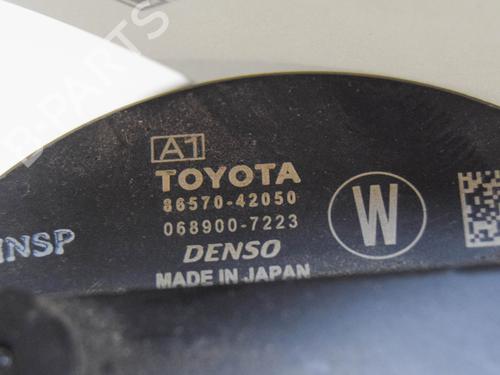 A1
TOYOTA
86570-42050
068900-7223
DENSO
MADE IN JAPAN
W
INSP
B-PARTS